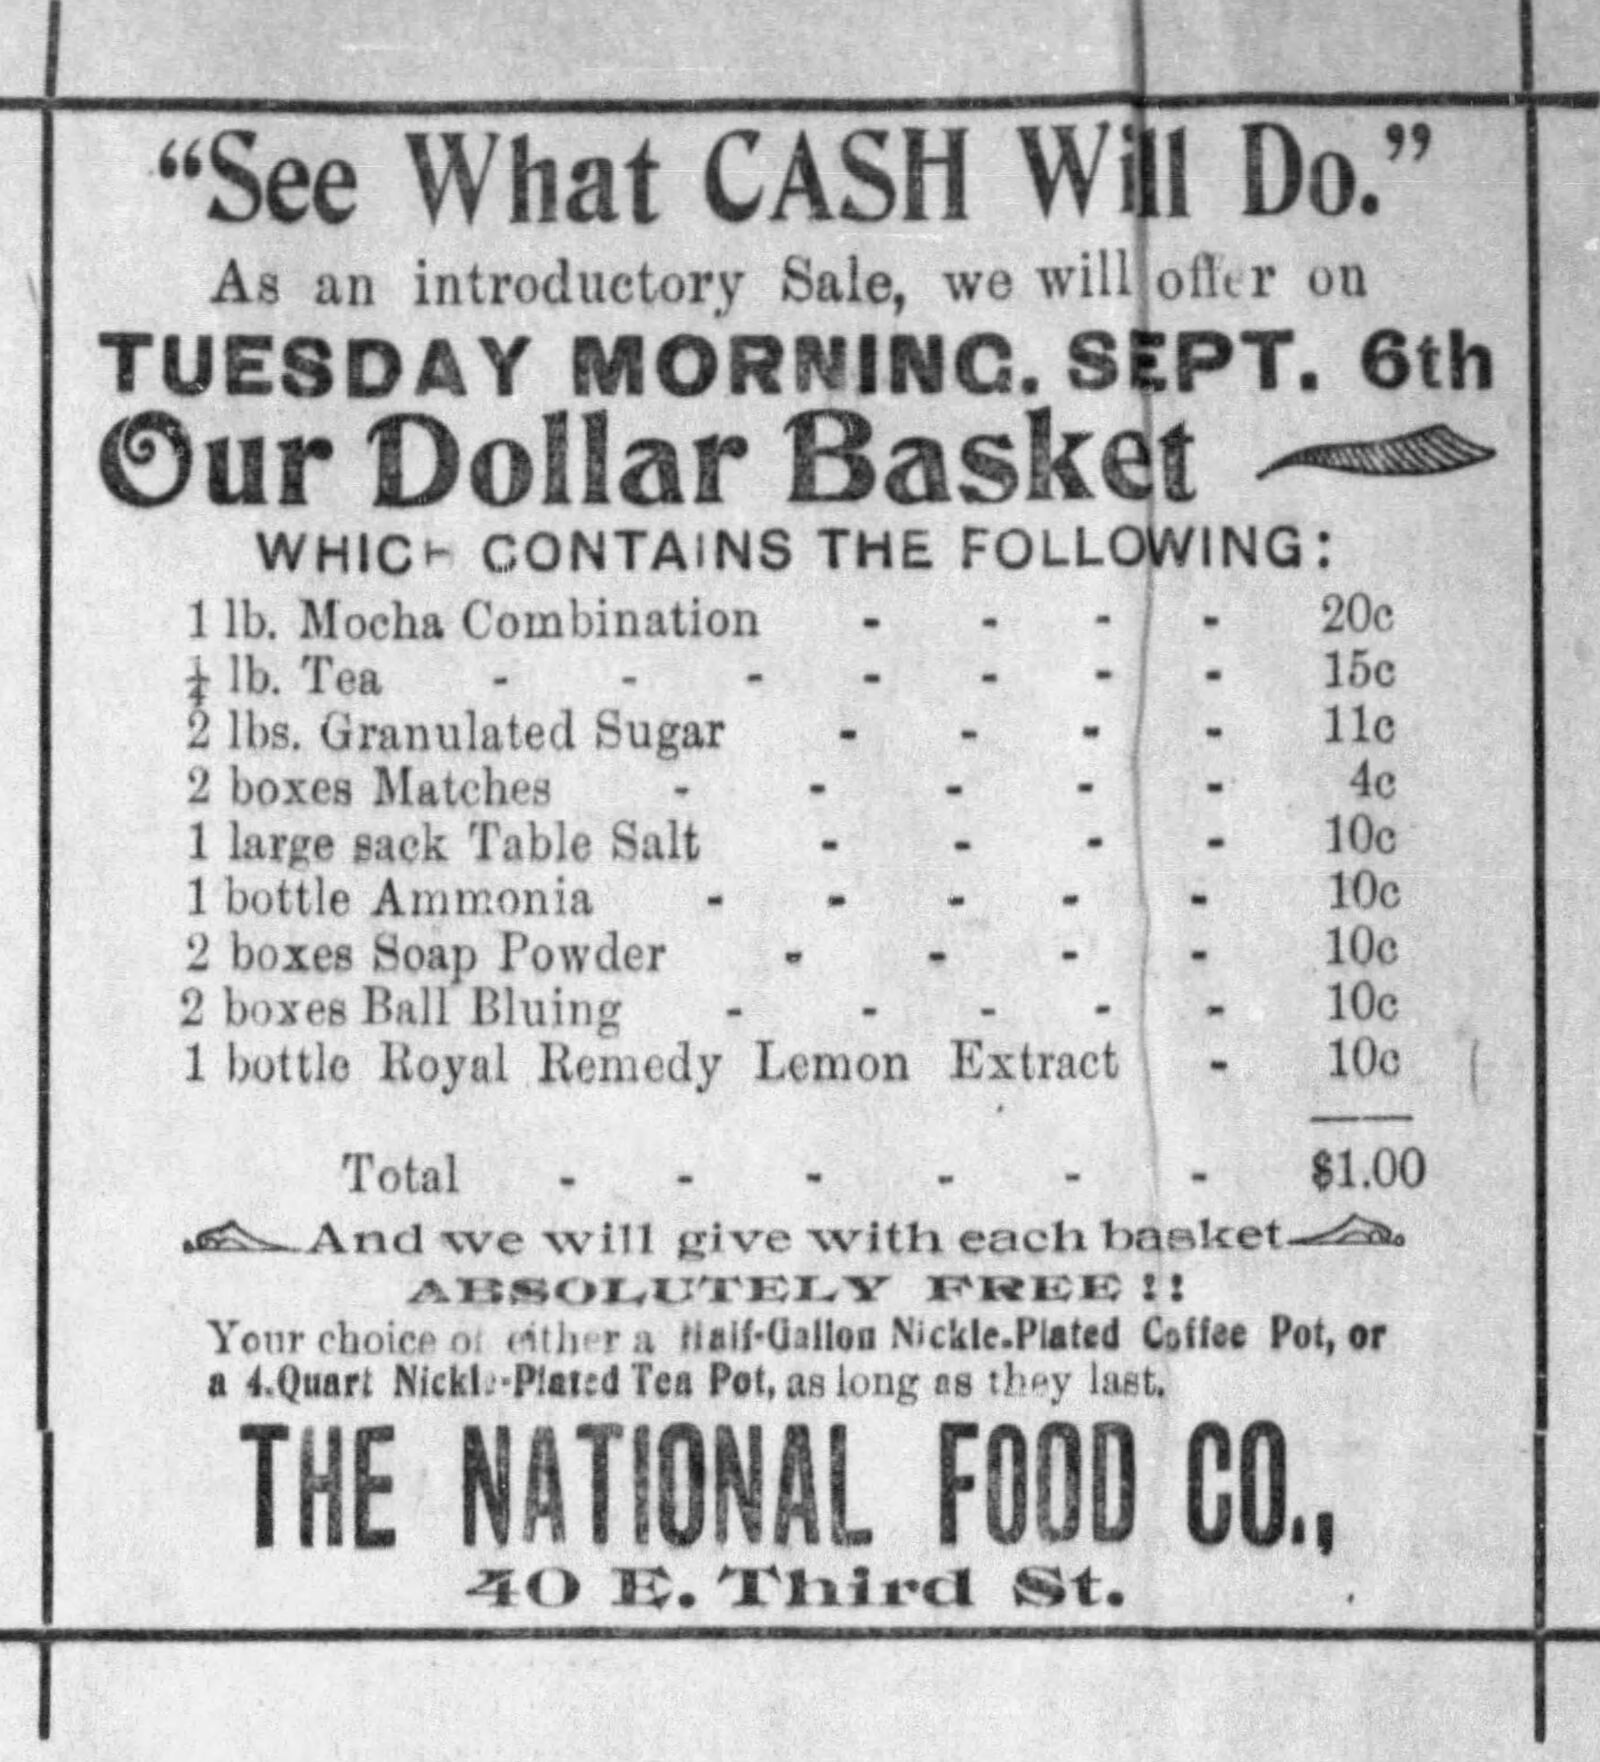 “See What CASH Will Do.”
As an introductory Sale, we will offer on
TUESDAY MORNING. SEPT. 6th
Our Dollar Basket
WHICH CONTAINS THE FOLLOWING:
1 lb. Mocha Combination - - - - 20c
¼ lb. Tea - - - - - - - 15c
2 lbs. Granulated Sugar - - - - 11c
2 boxes Matches - - - - - 4c
1 large sack Table Salt - - - - 10c
1 bottle Ammonia - - - - - 10c
2 boxes Soap Powder - - - - 10c
2 boxes Ball Bluing - - - - - 10c
1 bottle Royal Remedy Lemon Extract - 10c
Total - - - - - - $1.00
And we will give with each basket
ABSOLUTELY FREE!!
Your choice of either a Half-Gallon Nickle-Plated Coffee Pot, or
a 4-Quart Nickle-Plated Tea Pot, as long as they last.
THE NATIONAL FOOD CO.,
40 E. Third St.